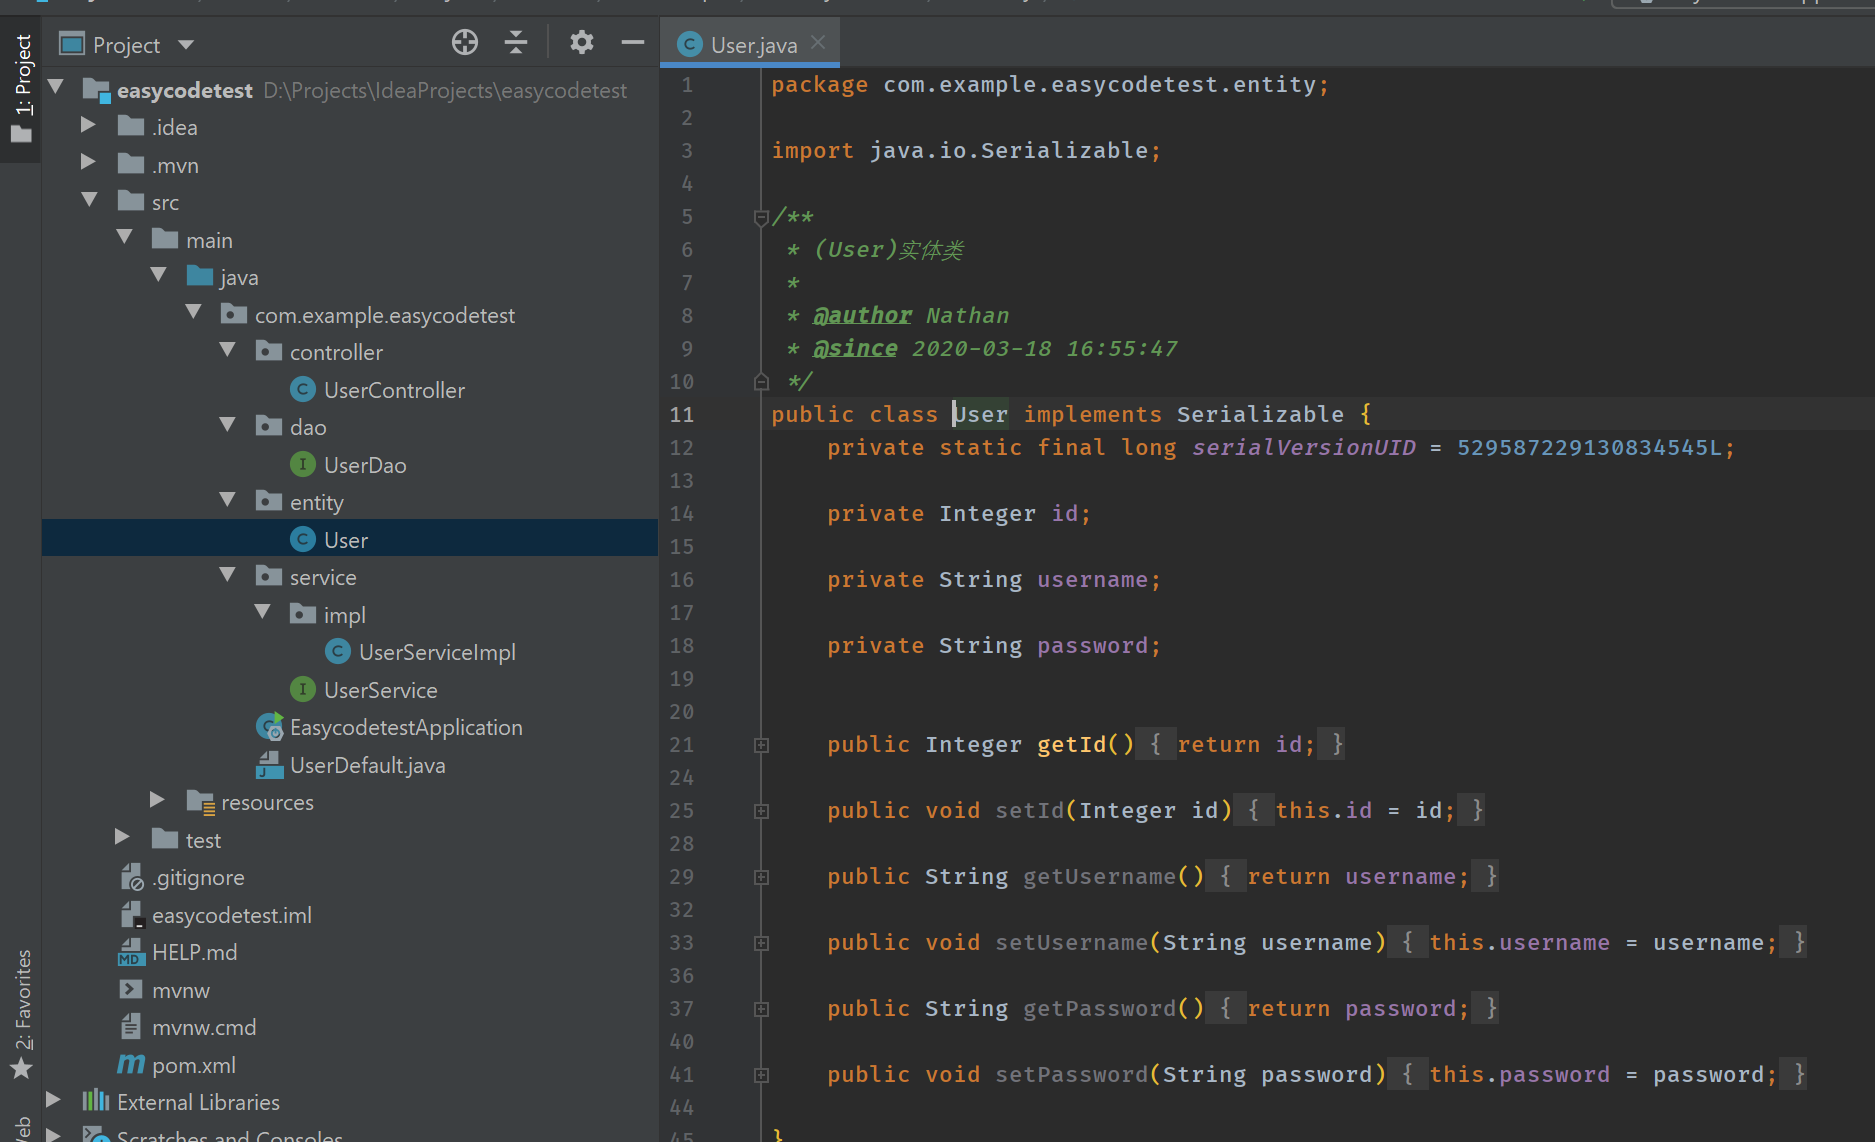 1: Project
Project
easycodetest D:\Projects\IdeaProjects\easycodetest
.idea
.mvn
src
main
java
com.example.easycodetest
controller
UserController
dao
UserDao
entity
User
service
impl
UserServiceImpl
UserService
EasycodetestApplication
UserDefault.java
resources
test
.gitignore
easycodetest.iml
HELP.md
mvnw
mvnw.cmd
pom.xml
External Libraries
Scratches and Consoles
2: Favorites
User.java
1 package com.example.easycodetest.entity;
2
3 import java.io.Serializable;
4
5 /**
6 * (User)实体类
7 *
8 * @author Nathan
9 * @since 2020-03-18 16:55:47
10 */
11 public class User implements Serializable {
12 private static final long serialVersionUID = 529587229130834545L;
13
14 private Integer id;
15
16 private String username;
17
18 private String password;
19
20
21 public Integer getId() { return id; }
24
25 public void setId(Integer id) { this.id = id; }
28
29 public String getUsername() { return username; }
32
33 public void setUsername(String username) { this.username = username; }
36
37 public String getPassword() { return password; }
40
41 public void setPassword(String password) { this.password = password; }
44
45 }